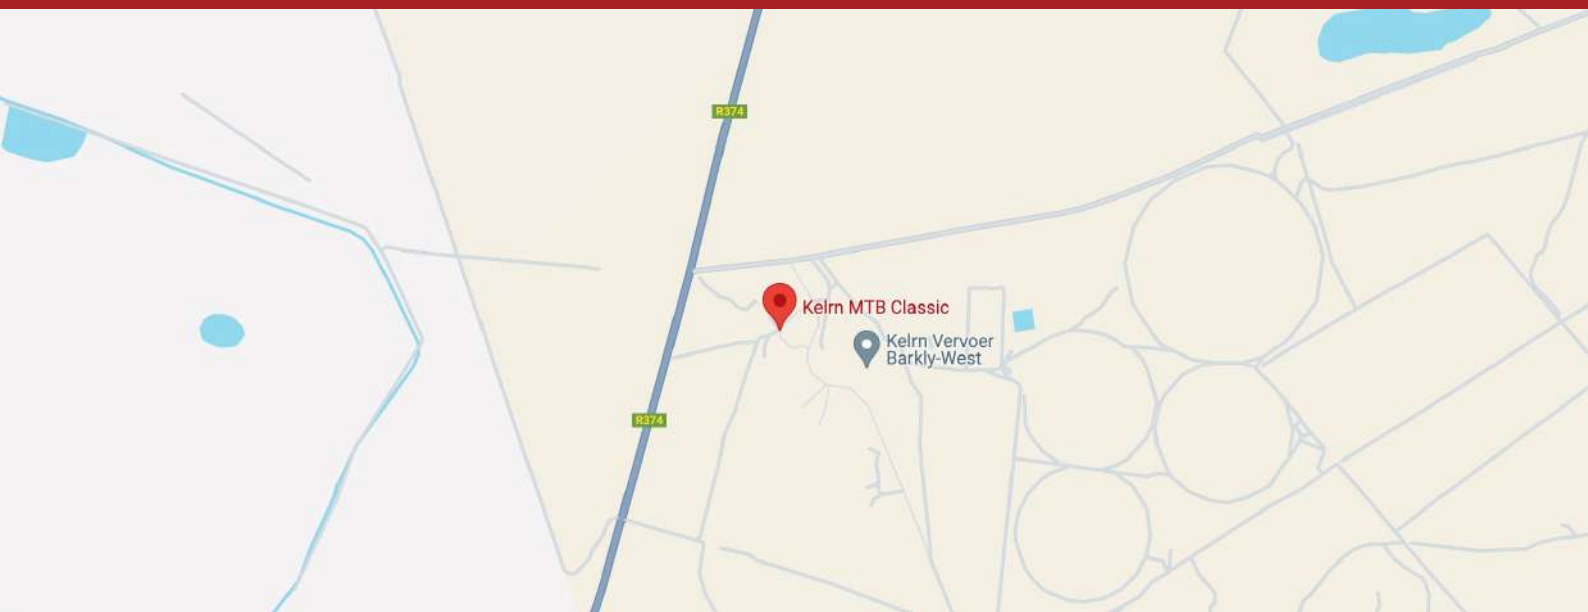 R374
Kelrn MTB Classic
Kelrn Vervoer
Barkly-West
R374